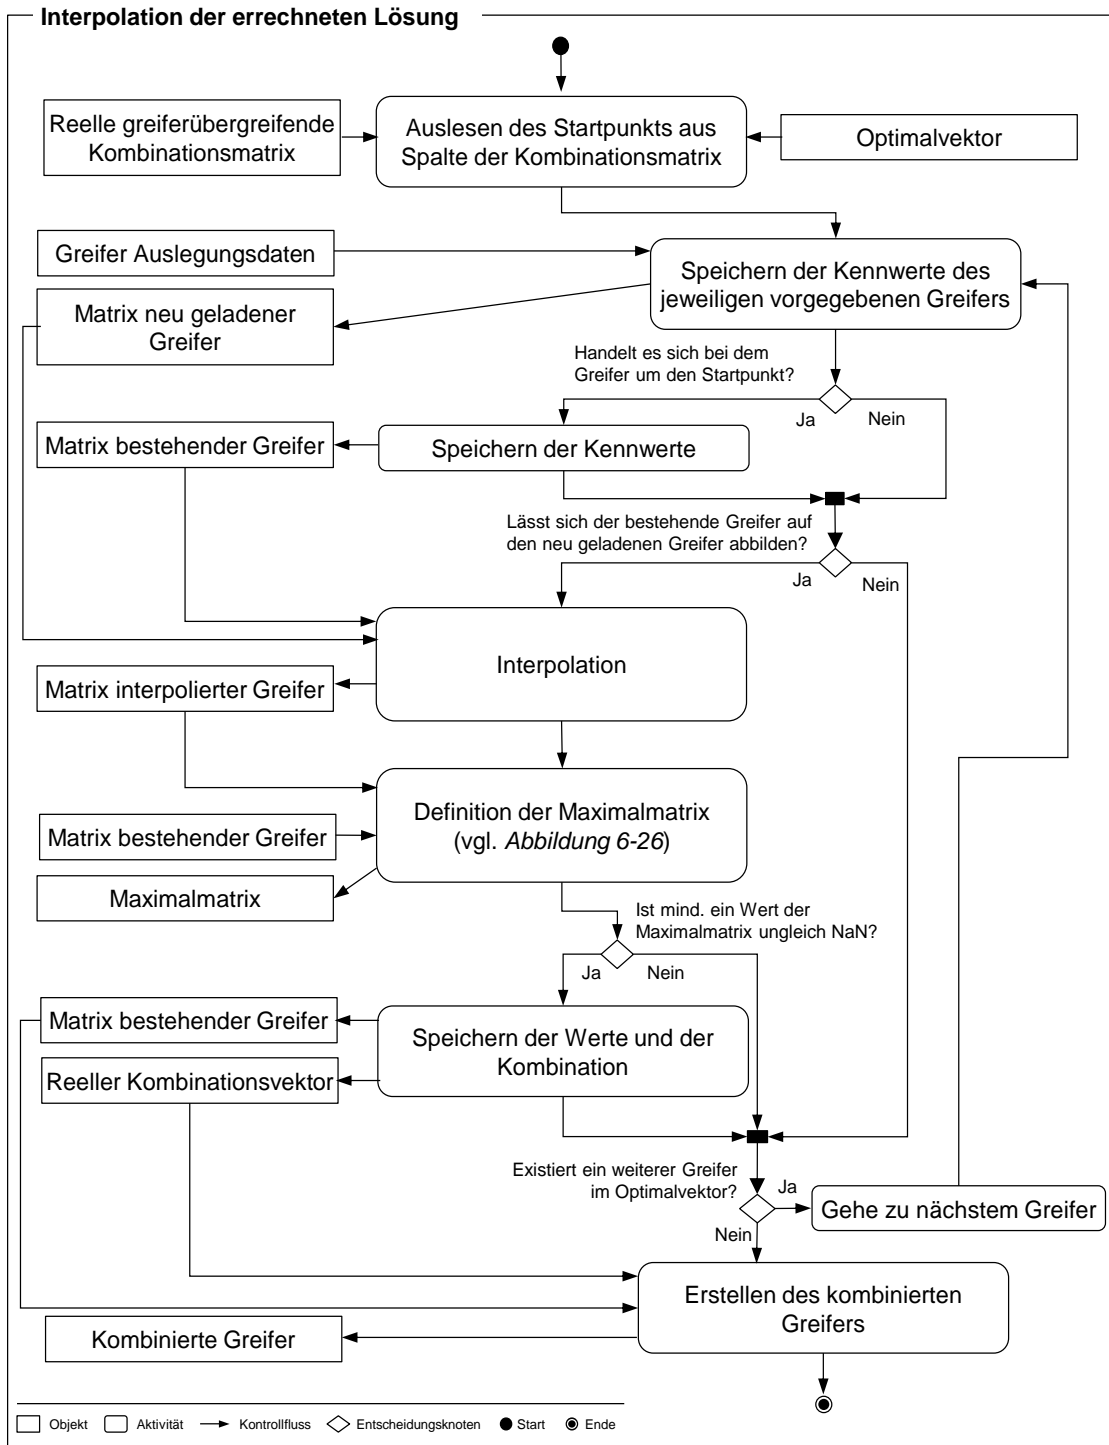 Interpolation der errechneten Lösung
Reelle greiferübergreifende
Kombinationsmatrix
Auslesen des Startpunkts aus
Spalte der Kombinationsmatrix
Optimalvektor
Greifer Auslegungsdaten
Speichern der Kennwerte des
jeweiligen vorgegebenen Greifers
Matrix neu geladener
Greifer
Handelt es sich bei dem
Greifer um den Startpunkt?
Ja
Nein
Matrix bestehender Greifer
Speichern der Kennwerte
Lässt sich der bestehende Greifer auf
den neu geladenen Greifer abbilden?
Ja
Nein
Interpolation
Matrix interpolierter Greifer
Definition der Maximalmatrix
(vgl. Abbildung 6-26)
Matrix bestehender Greifer
Maximalmatrix
Ist mind. ein Wert der
Maximalmatrix ungleich NaN?
Ja
Nein
Matrix bestehender Greifer
Speichern der Werte und der
Kombination
Reeller Kombinationsvektor
Existiert ein weiterer Greifer
im Optimalvektor?
Ja
Nein
Gehe zu nächstem Greifer
Erstellen des kombinierten
Greifers
Kombinierte Greifer
Objekt
Aktivität
Kontrollfluss
Entscheidungsknoten
Start
Ende